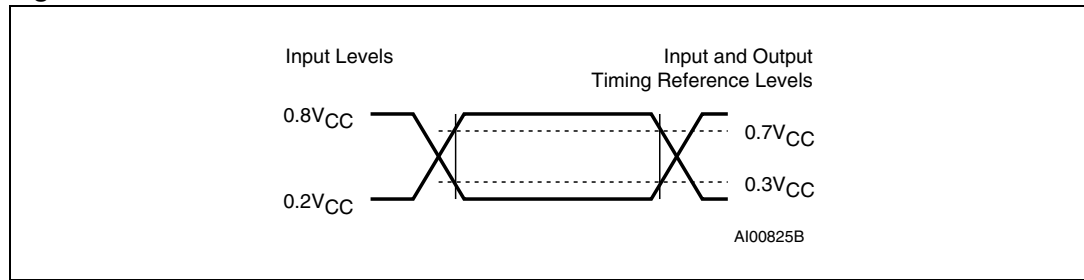 Input Levels
Input and Output
Timing Reference Levels
0.8VCC
0.7VCC
0.3VCC
0.2VCC
AI00825B